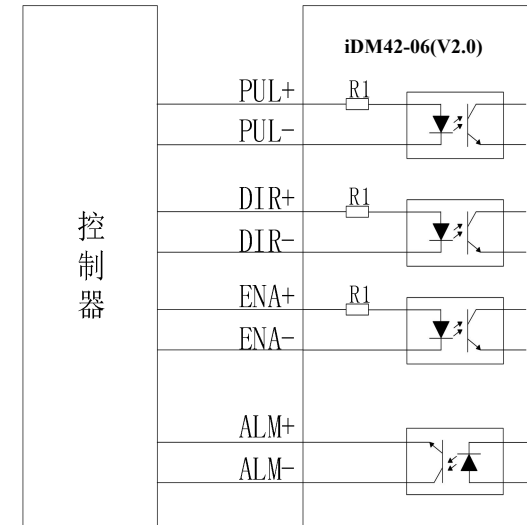 iDM42-06(V2.0)
PUL+
R1
PUL-
DIR+
R1
DIR-
ENA+
R1
ENA-
ALM+
ALM-
控制器